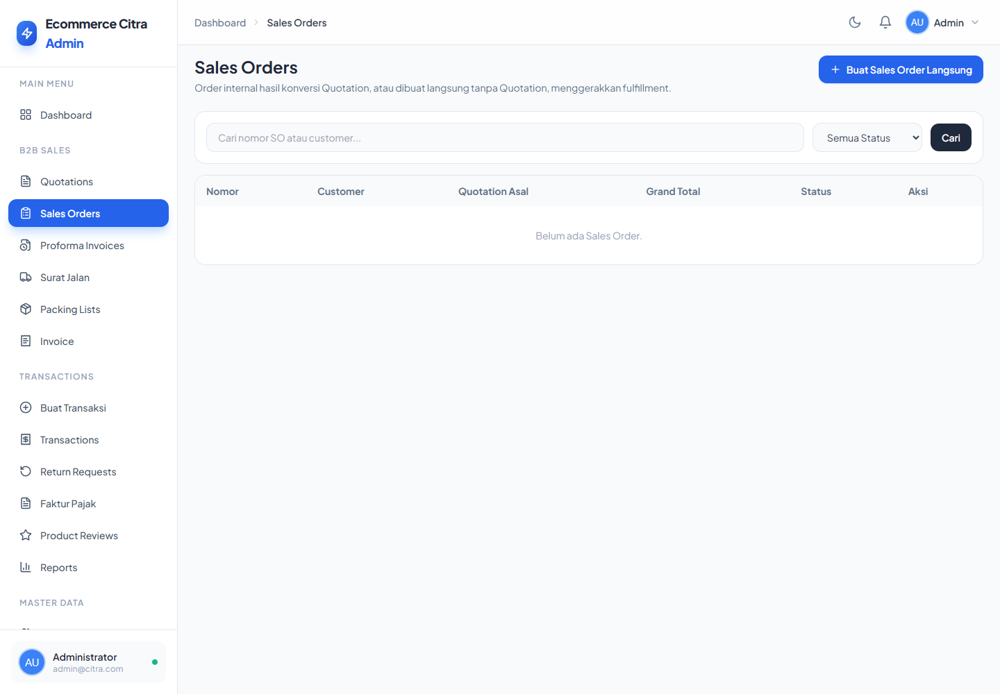 Ecommerce Citra
Admin
MAIN MENU
Dashboard
B2B SALES
Quotations
Sales Orders
Proforma Invoices
Surat Jalan
Packing Lists
Invoice
TRANSACTIONS
Buat Transaksi
Transactions
Return Requests
Faktur Pajak
Product Reviews
Reports
MASTER DATA
AU
Administrator
admin@citra.com
Dashboard
Sales Orders
AU
Admin
Sales Orders
Order internal hasil konversi Quotation, atau dibuat langsung tanpa Quotation, menggerakkan fulfillment.
Buat Sales Order Langsung
Cari nomor SO atau customer...
Semua Status
Cari
Nomor Customer Quotation Asal Grand Total Status Aksi
Belum ada Sales Order.